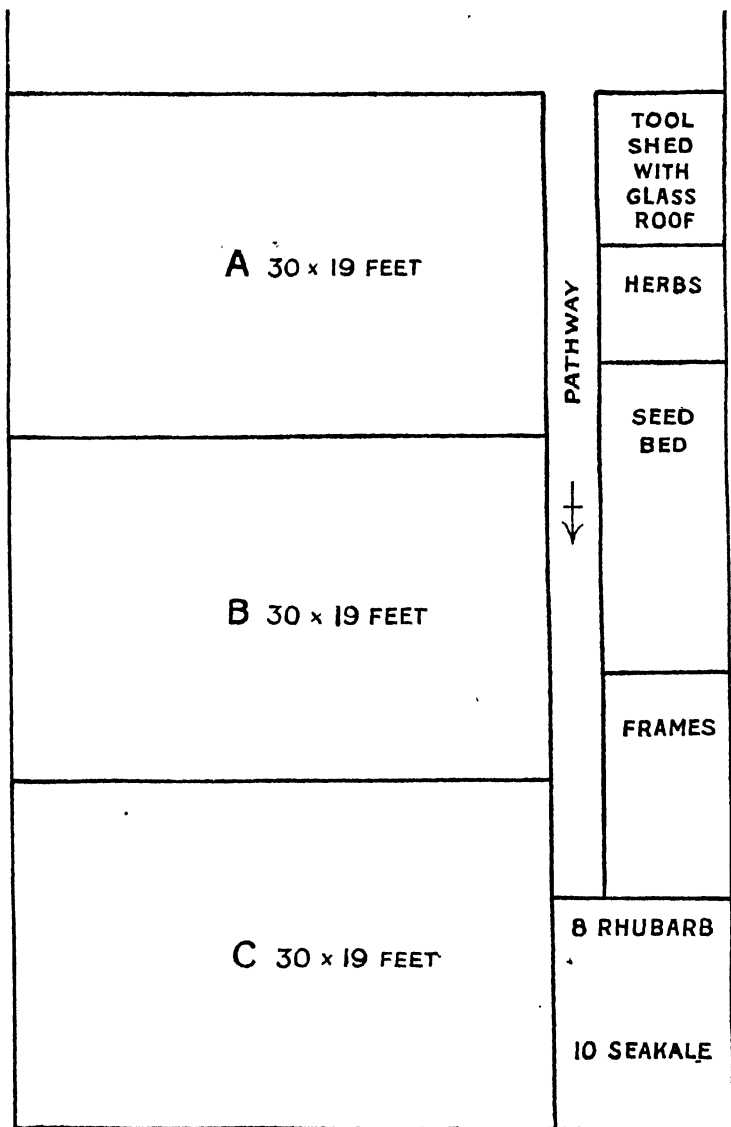 A 30 x 19 FEET
B 30 x 19 FEET
C 30 x 19 FEET
PATHWAY
TOOL
SHED
WITH
GLASS
ROOF
HERBS
SEED
BED
FRAMES
8 RHUBARB
10 SEAKALE